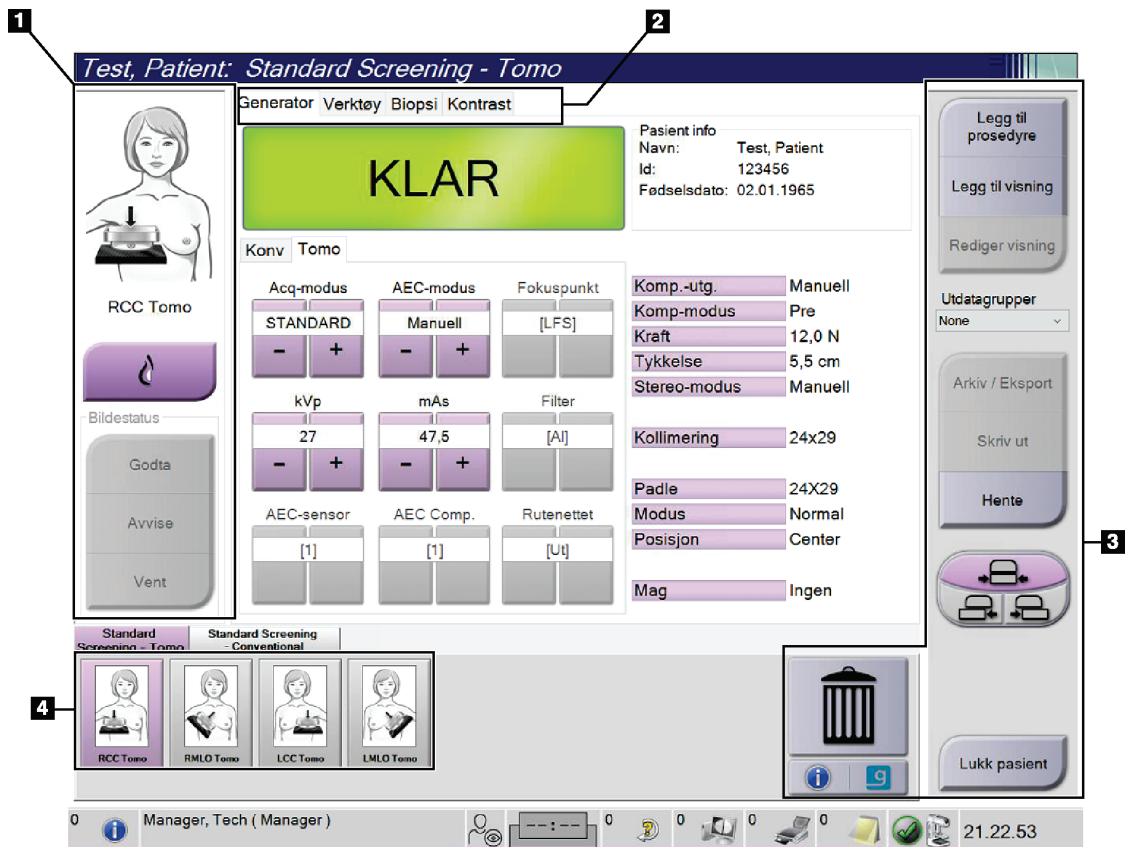 1
2
Test, Patient: Standard Screening - Tomo
Generator Verktøy Biopsi Kontrast
KLAR
Pasient info
Navn: Test, Patient
Id: 123456
Fødselsdato: 02.01.1965
RCC Tomo
Bildestatus
Godta
Avvise
Vent
Konv Tomo
Acq-modus AEC-modus Fokuspunkt
STANDARD Manuell [LFS]
- + - +
kVp mAs Filter
27 47,5 [Al]
- + - +
AEC-sensor AEC Comp. Rutenettet
[1] [1] [Ut]
Komp.-utg. Manuell
Komp-modus Pre
Kraft 12,0 N
Tykkelse 5,5 cm
Stereo-modus Manuell
Kollimering 24x29
Padle 24X29
Modus Normal
Posisjon Center
Mag Ingen
Legg til
prosedyre
Legg til visning
Rediger visning
Utdatagrupper
None
Arkiv / Eksport
Skriv ut
Hente
3
Lukk pasient
Standard
Screening - Tomo
Standard Screening
- Conventional
4
RCC Tomo RMLO Tomo LCC Tomo LMLO Tomo
i g
0 i Manager, Tech ( Manager ) --:-- 0 ? 0 0 0 21.22.53